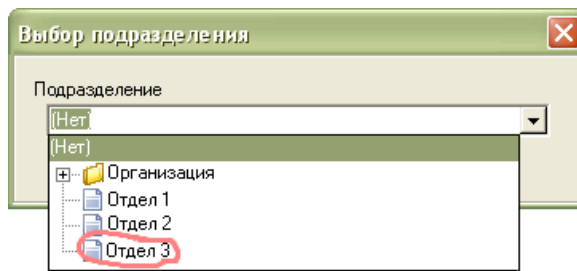 Выбор подразделения
Подразделение
(Нет)
(Нет)
Организация
Отдел 1
Отдел 2
Отдел 3